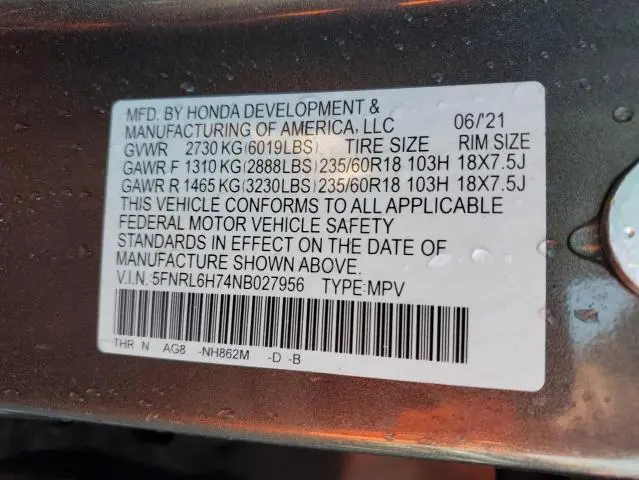 MFD. BY HONDA DEVELOPMENT &
MANUFACTURING OF AMERICA, LLC 06/'21
GVWR 2730 KG (6019LBS) TIRE SIZE RIM SIZE
GAWR F 1310 KG (2888LBS) 235/60R18 103H 18X7.5J
GAWR R 1465 KG (3230LBS) 235/60R18 103H 18X7.5J
THIS VEHICLE CONFORMS TO ALL APPLICABLE
FEDERAL MOTOR VEHICLE SAFETY
STANDARDS IN EFFECT ON THE DATE OF
MANUFACTURE SHOWN ABOVE.
V.I.N. 5FNRL6H74NB027956 TYPE:MPV
THR N AG8 -NH862M -D -B